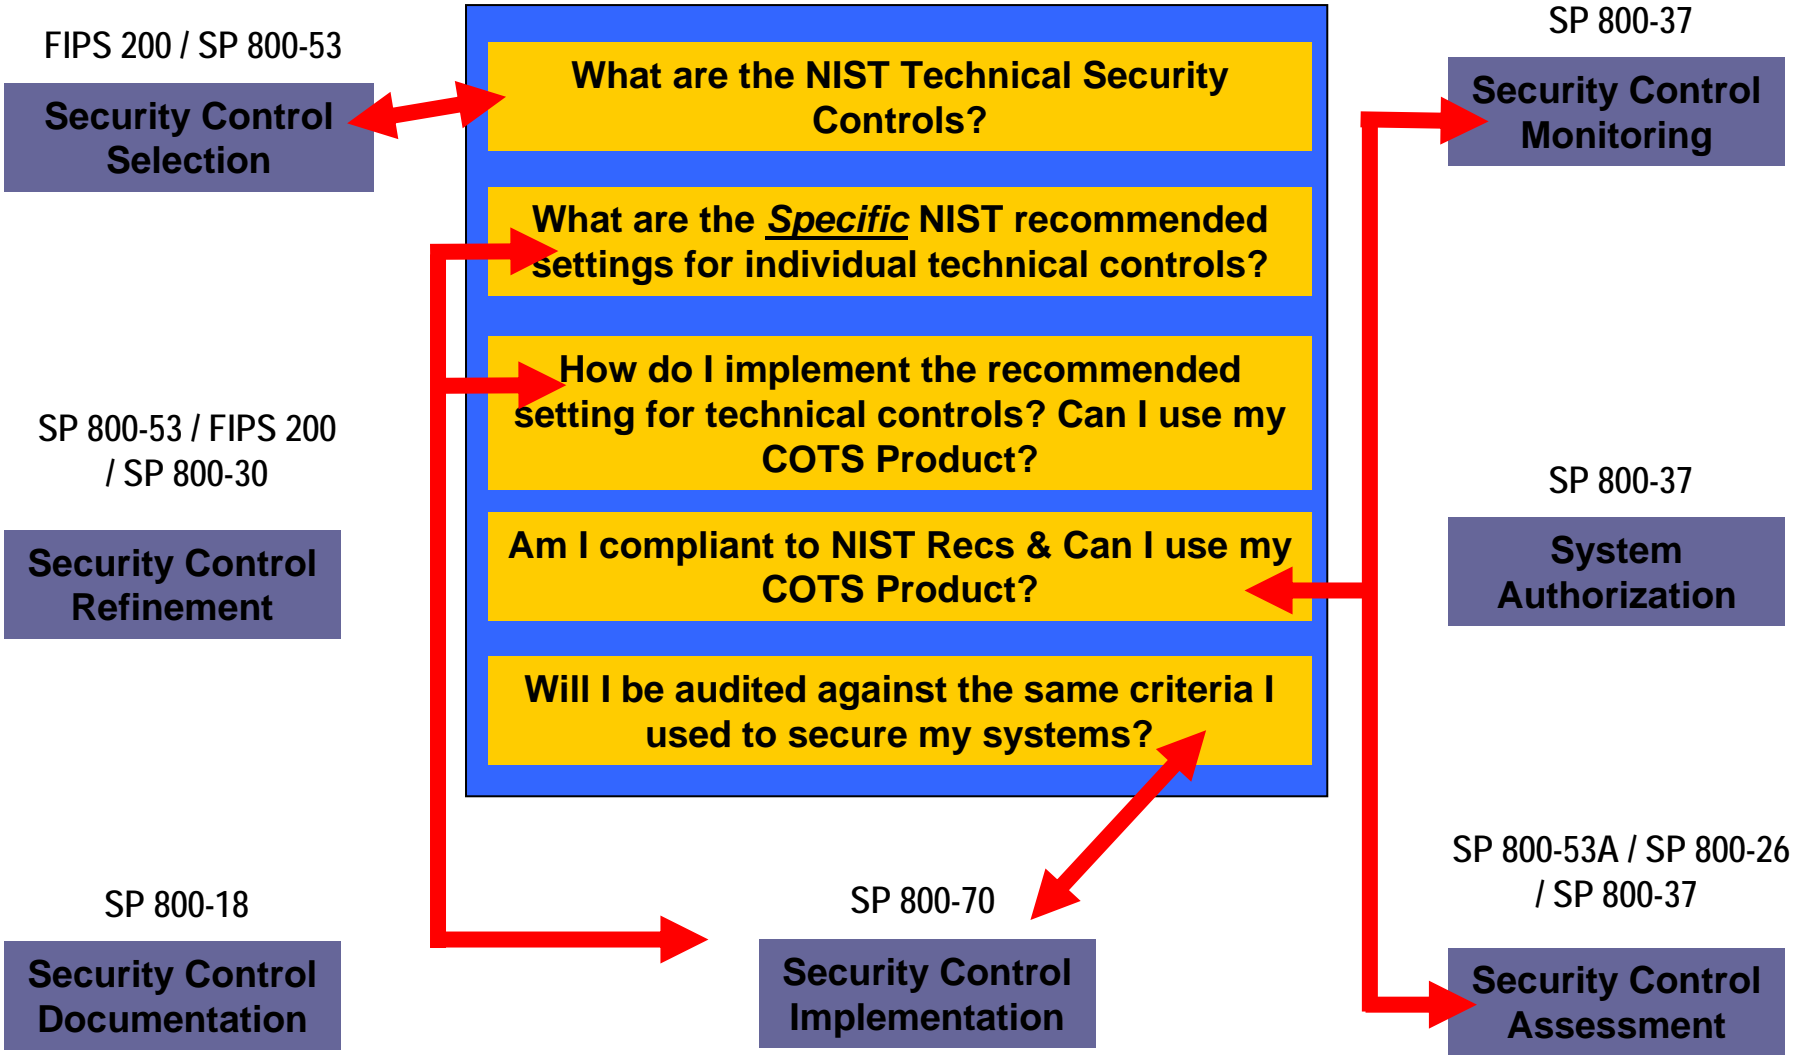 FIPS 200 / SP 800-53
Security Control
Selection
SP 800-53 / FIPS 200
/ SP 800-30
Security Control
Refinement
SP 800-18
Security Control
Documentation
What are the NIST Technical Security
Controls?
What are the Specific NIST recommended
settings for individual technical controls?
How do I implement the recommended
setting for technical controls? Can I use my
COTS Product?
Am I compliant to NIST Recs & Can I use my
COTS Product?
Will I be audited against the same criteria I
used to secure my systems?
SP 800-70
Security Control
Implementation
SP 800-37
Security Control
Monitoring
SP 800-37
System
Authorization
SP 800-53A / SP 800-26
/ SP 800-37
Security Control
Assessment